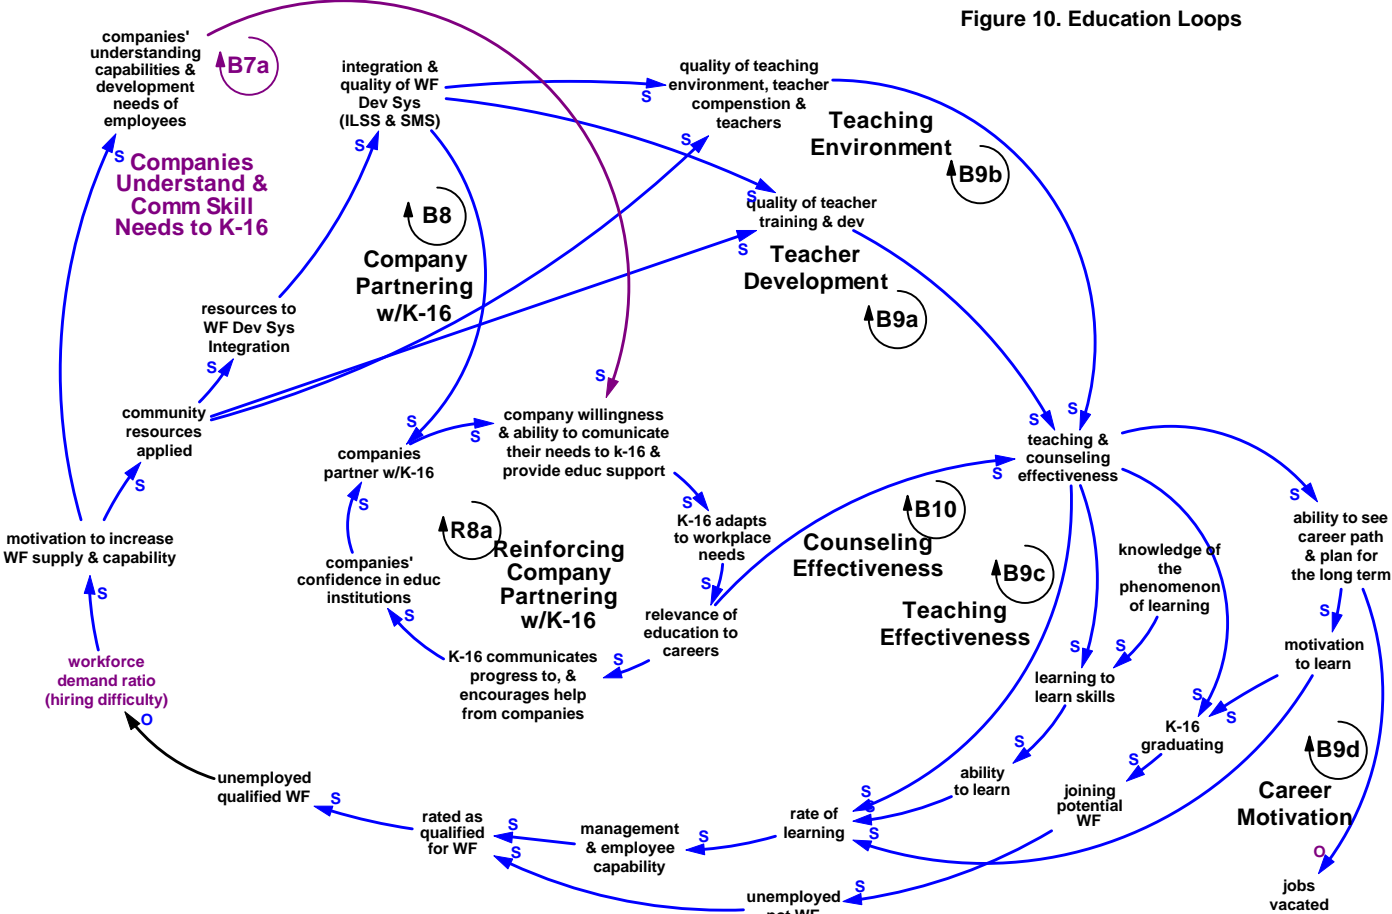 Figure 10. Education Loops
companies'
understanding
capabilities &
development
needs of
employees
B7a
integration &
quality of WF
Dev Sys
(ILSS & SMS)
quality of teaching
environment, teacher
compenstion &
teachers
S
S
S
S
S
Teaching
Environment
B9b
Companies
Understand &
Comm Skill
Needs to K-16
B8
Company
Partnering
w/K-16
quality of teacher
training & dev
S
Teacher
Development
B9a
resources to
WF Dev Sys
Integration
S
S
community
resources
applied
S
companies
partner w/K-16
S
S
company willingness
& ability to comunicate
their needs to k-16 &
provide educ support
S
S
teaching &
counseling
effectiveness
S
S
S
S
S
motivation to increase
WF supply & capability
R8a
Reinforcing
Company
Partnering
w/K-16
K-16 adapts
to workplace
needs
S
B10
Counseling
Effectiveness
B9c
Teaching
Effectiveness
knowledge of
the
phenomenon
of learning
ability to see
career path
& plan for
the long term
companies'
confidence in educ
institutions
S
S
relevance of
education to
careers
S
S
motivation
to learn
workforce
demand ratio
(hiring difficulty)
K-16 communicates
progress to, &
encourages help
from companies
S
S
learning to
learn skills
S
S
K-16
graduating
O
S
S
B9d
Career
Motivation
unemployed
qualified WF
S
ability
to learn
joining
potential
WF
S
S
S
rate of
learning
rated as
qualified
for WF
S
S
management
& employee
capability
S
O
S
jobs
vacated
unemployed